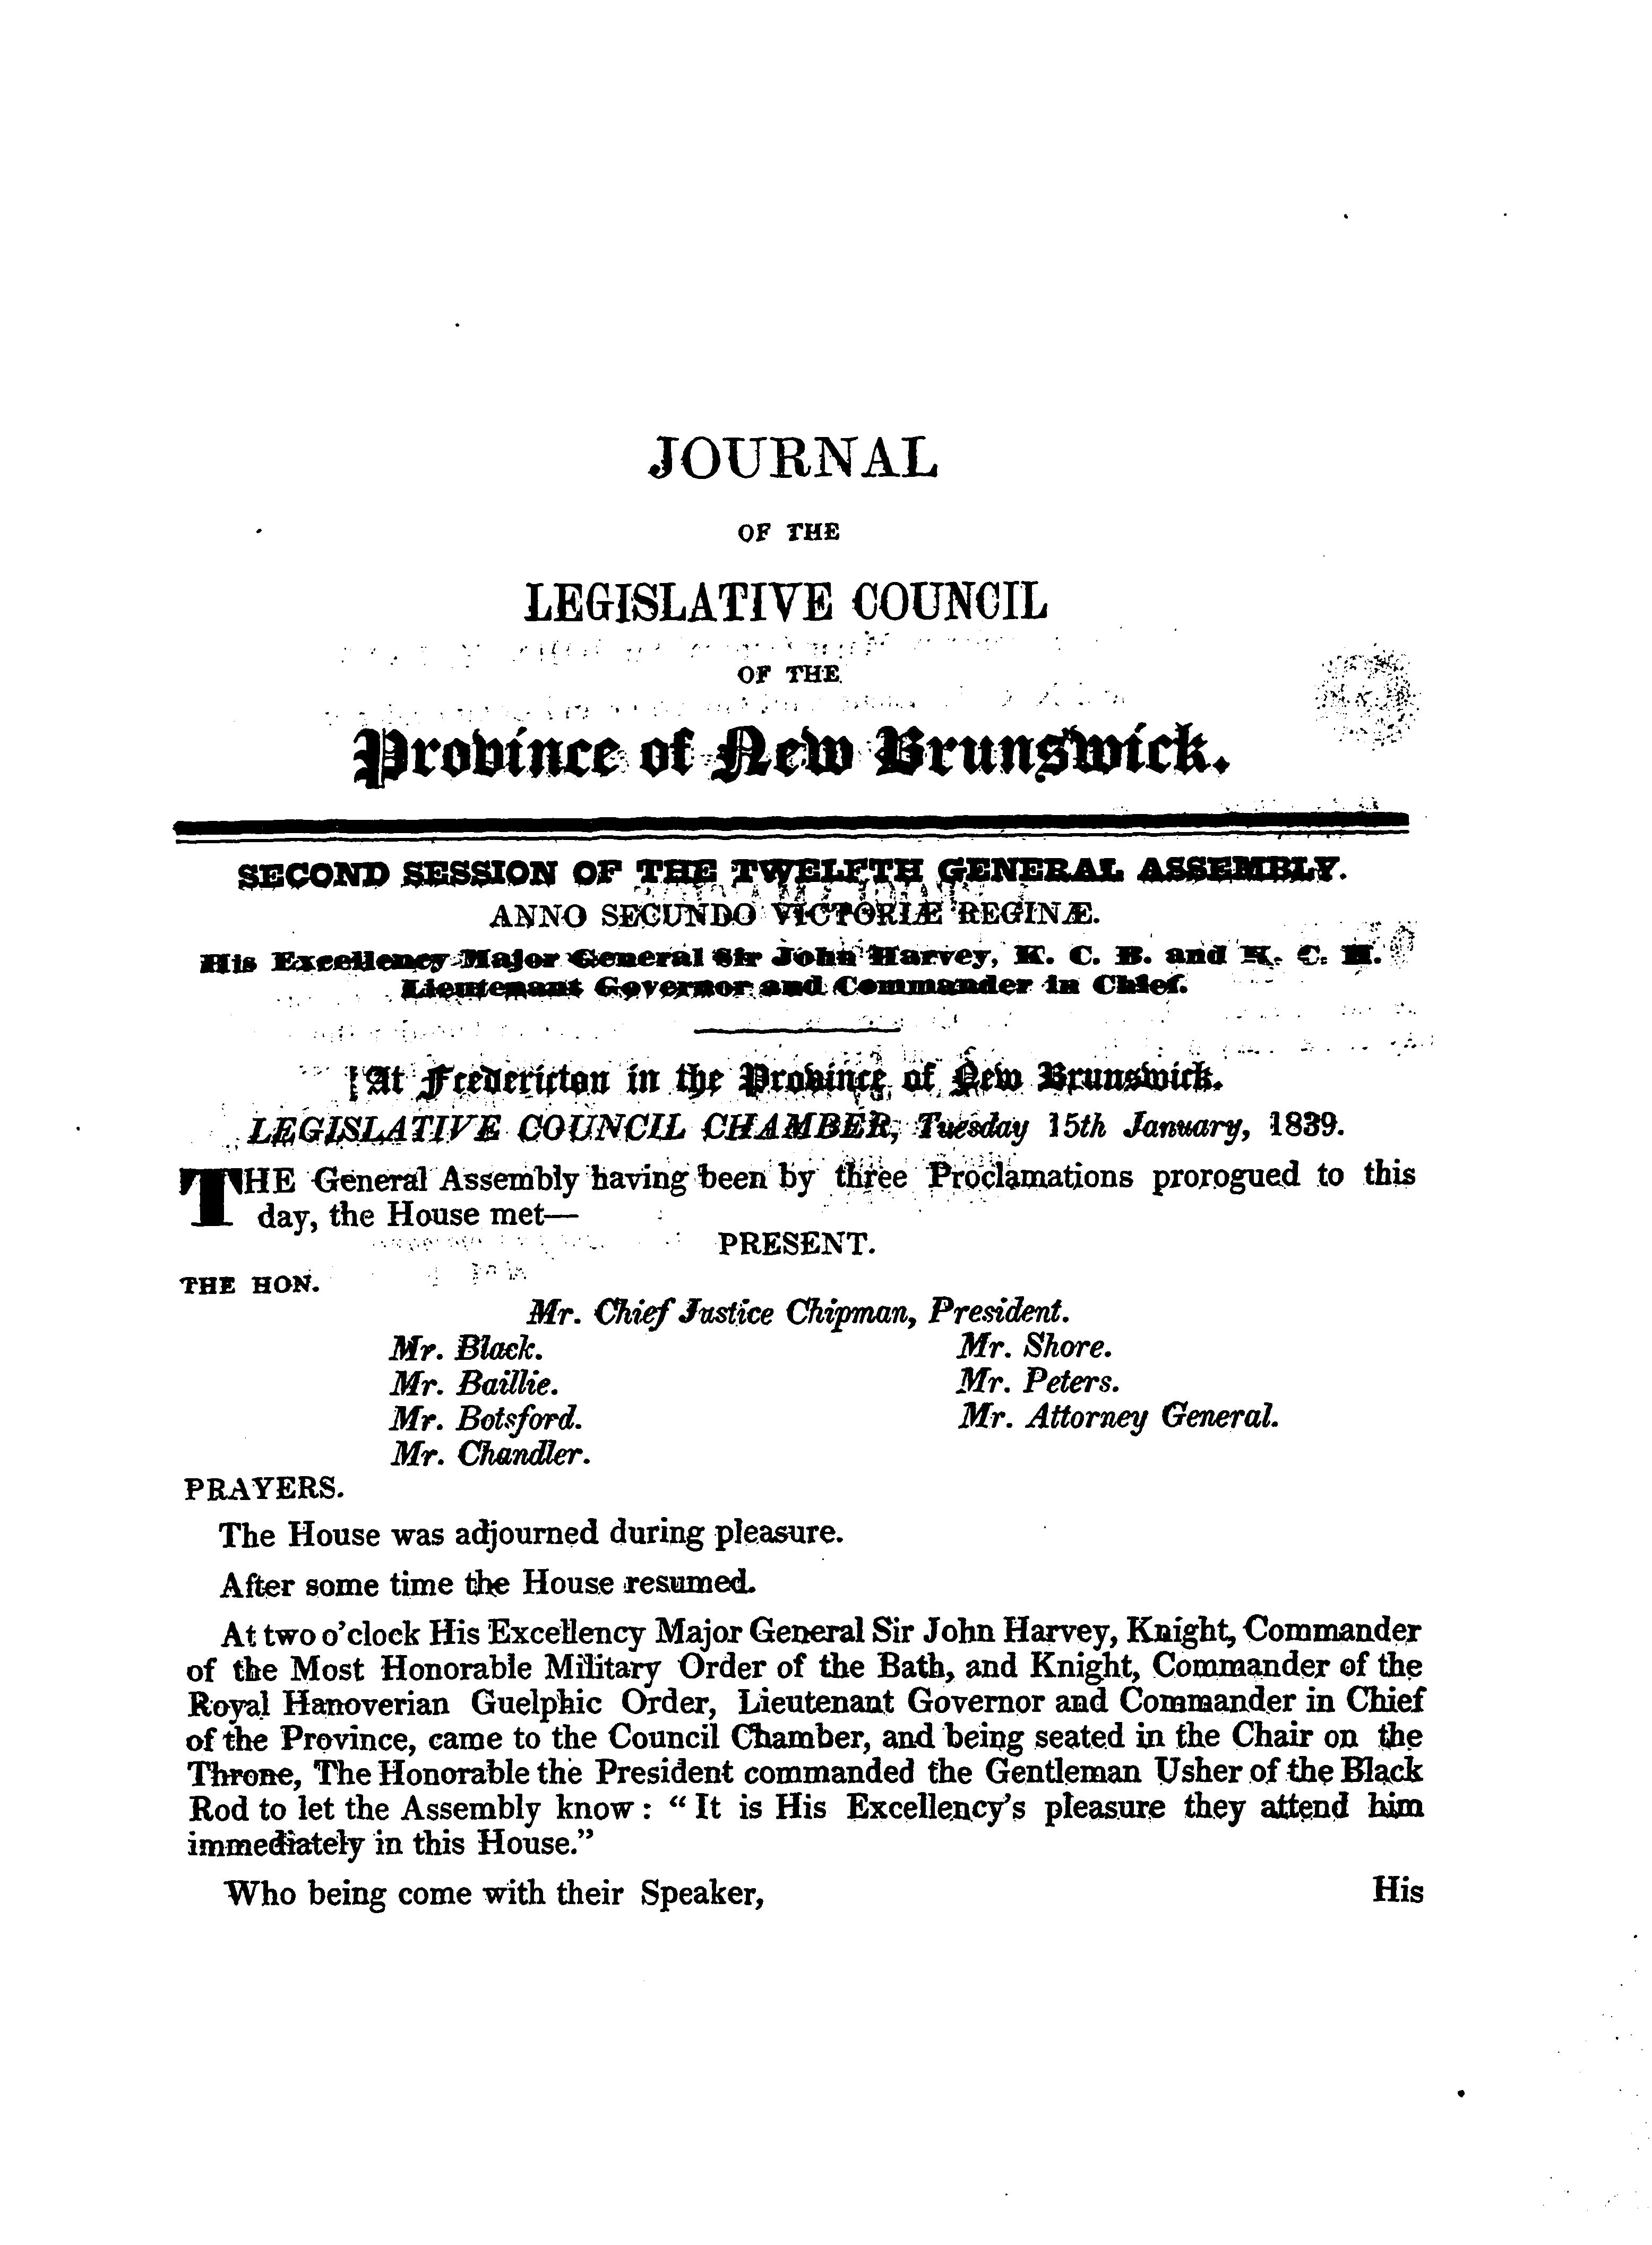 JOURNAL
OF THE
LEGISLATIVE COUNCIL
OF THE
Province of New Brunswick.
SECOND SESSION OF THE TWELFTH GENERAL ASSEMBLY.
ANNO SECUNDO VICTORIÆ REGINÆ.
His Excellency Major General Sir John Harvey, K. C. B. and K. C. H.
Lieutenant Governor and Commander in Chief.
At Fredericton in the Province of New Brunswick.
LEGISLATIVE COUNCIL CHAMBER, Tuesday 15th January, 1839.
THE General Assembly having been by three Proclamations prorogued to this
day, the House met—
PRESENT.
THE HON.
Mr. Chief Justice Chipman, President.
Mr. Black. Mr. Shore.
Mr. Baillie. Mr. Peters.
Mr. Botsford. Mr. Attorney General.
Mr. Chandler.
PRAYERS.
The House was adjourned during pleasure.
After some time the House resumed.
At two o'clock His Excellency Major General Sir John Harvey, Knight, Commander
of the Most Honorable Military Order of the Bath, and Knight, Commander of the
Royal Hanoverian Guelphic Order, Lieutenant Governor and Commander in Chief
of the Province, came to the Council Chamber, and being seated in the Chair on the
Throne, The Honorable the President commanded the Gentleman Usher of the Black
Rod to let the Assembly know: "It is His Excellency's pleasure they attend him
immediately in this House."
Who being come with their Speaker, His